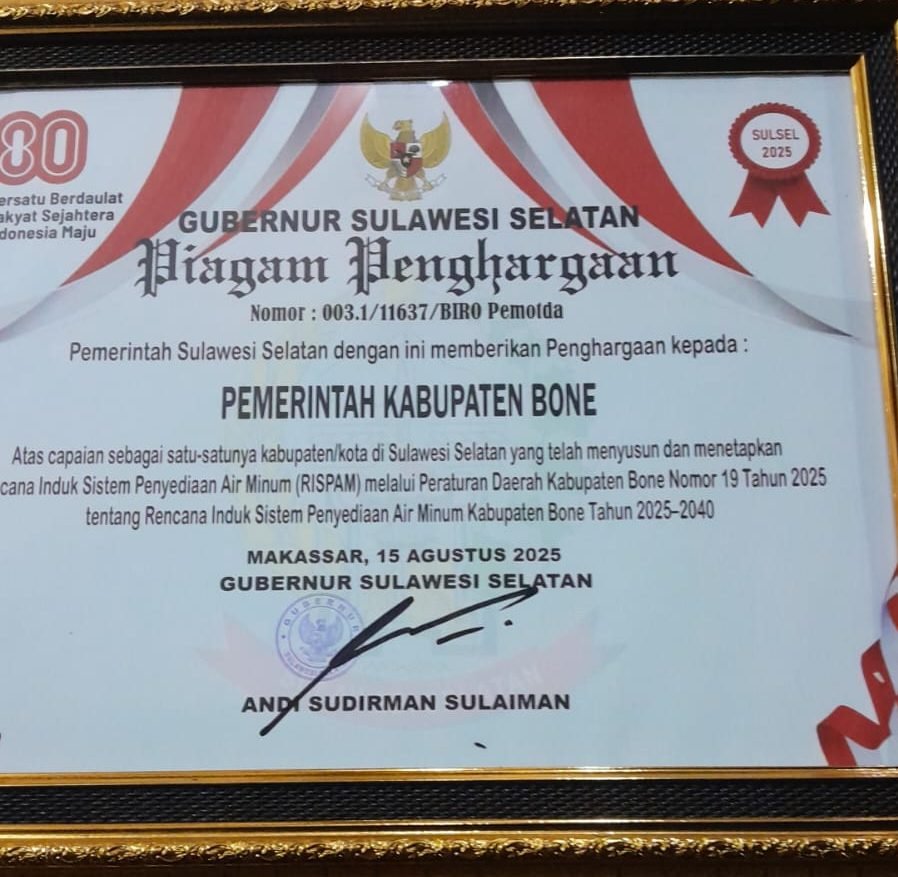 80
ersatu Berdaulat
akyat Sejahtera
donesia Maju
SULSEL
2025
GUBERNUR SULAWESI SELATAN
Piagam Penghargaan
Nomor : 003.1/11637/BIRO Pemotda
Pemerintah Sulawesi Selatan dengan ini memberikan Penghargaan kepada :
PEMERINTAH KABUPATEN BONE
Atas capaian sebagai satu-satunya kabupaten/kota di Sulawesi Selatan yang telah menyusun dan menetapkan
cana Induk Sistem Penyediaan Air Minum (RISPAM) melalui Peraturan Daerah Kabupaten Bone Nomor 19 Tahun 2025
tentang Rencana Induk Sistem Penyediaan Air Minum Kabupaten Bone Tahun 2025–2040
MAKASSAR, 15 AGUSTUS 2025
GUBERNUR SULAWESI SELATAN
GUBERNUR
ANDI SUDIRMAN SULAIMAN